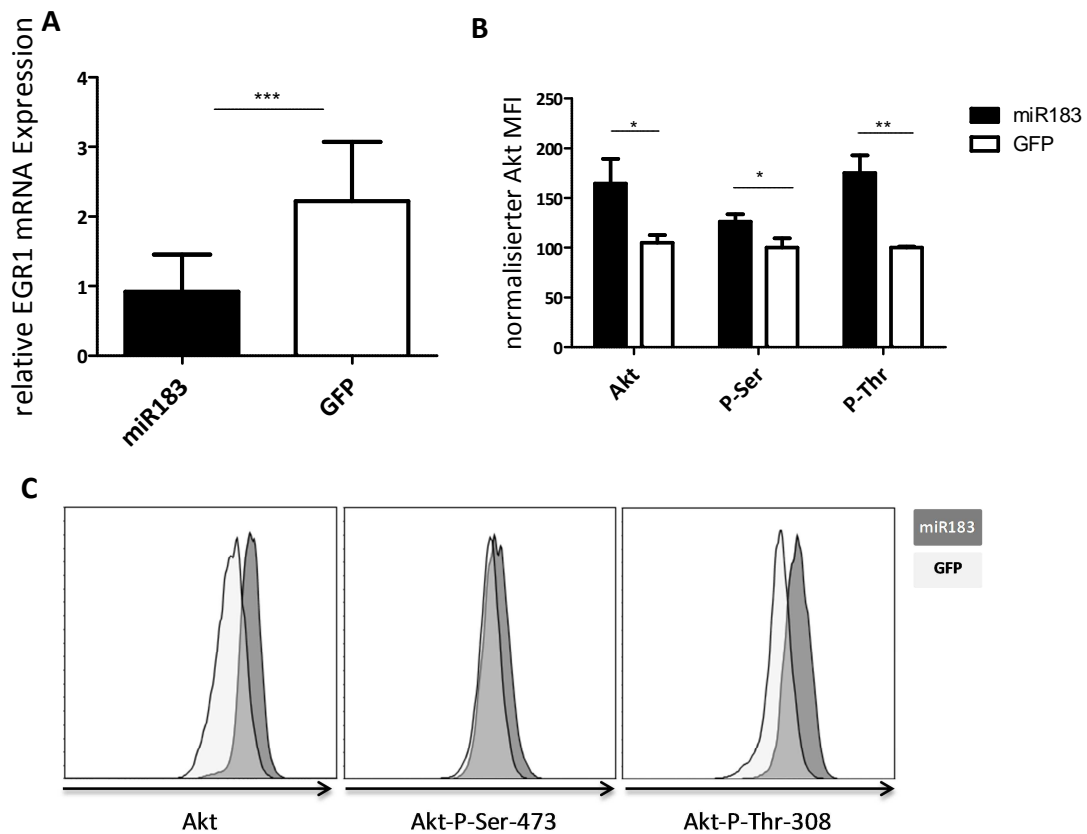 A
relative EGR1 mRNA Expression
4
3
2
1
0
***
miR183
GFP
B
normalisierter Akt MFI
250
200
150
100
50
0
*
*
**
Akt
P-Ser
P-Thr
miR183
GFP
C
miR183
GFP
Akt
Akt-P-Ser-473
Akt-P-Thr-308